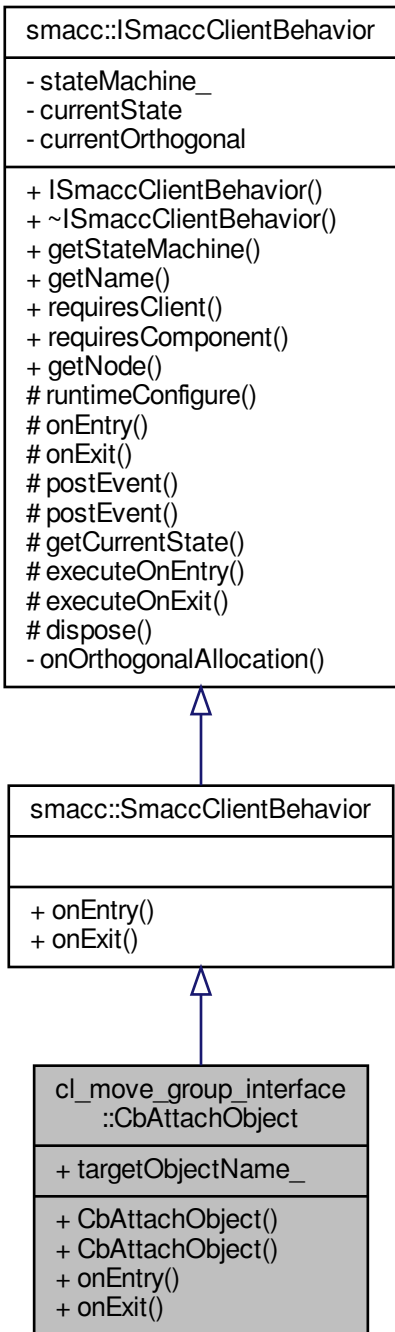 smacc::ISmaccClientBehavior
- stateMachine_
- currentState
- currentOrthogonal
+ ISmaccClientBehavior()
+ ~ISmaccClientBehavior()
+ getStateMachine()
+ getName()
+ requiresClient()
+ requiresComponent()
+ getNode()
# runtimeConfigure()
# onEntry()
# onExit()
# postEvent()
# postEvent()
# getCurrentState()
# executeOnEntry()
# executeOnExit()
# dispose()
- onOrthogonalAllocation()
smacc::SmaccClientBehavior
+ onEntry()
+ onExit()
cl_move_group_interface
::CbAttachObject
+ targetObjectName_
+ CbAttachObject()
+ CbAttachObject()
+ onEntry()
+ onExit()